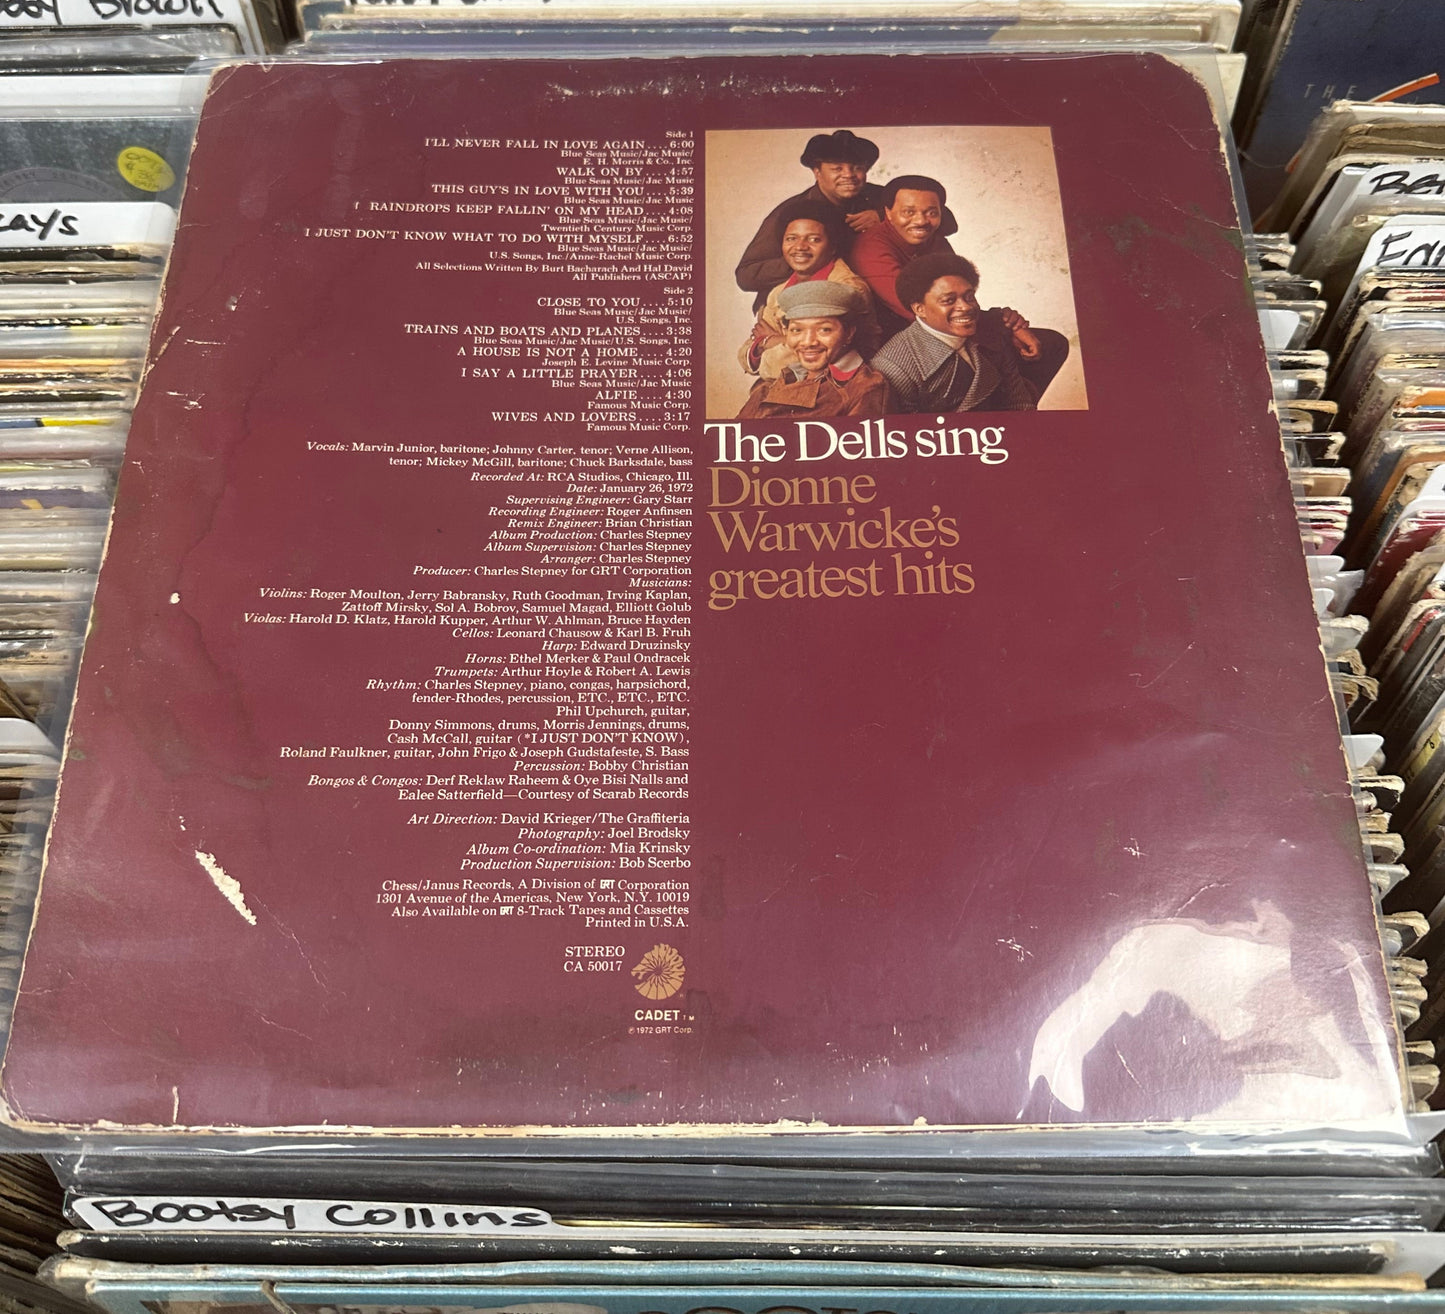 Brown
THE
cays
Side 1
I'LL NEVER FALL IN LOVE AGAIN....6:00
Blue Seas Music/Jac Music/
E. H. Morris & Co., Inc.
WALK ON BY....4:57
Blue Seas Music/Jac Music
THIS GUY'S IN LOVE WITH YOU....5:39
Blue Seas Music/Jac Music
RAINDROPS KEEP FALLIN' ON MY HEAD....4:08
Blue Seas Music/Jac Music/
Twentieth Century Music Corp.
I JUST DON'T KNOW WHAT TO DO WITH MYSELF....6:52
Blue Seas Music/Jac Music/
U.S. Songs, Inc./Anne-Rachel Music Corp.
All Selections Written By Burt Bacharach And Hal David
All Publishers (ASCAP)
Side 2
CLOSE TO YOU....5:10
Blue Seas Music/Jac Music/
U.S. Songs, Inc.
TRAINS AND BOATS AND PLANES....3:38
Blue Seas Music/Jac Music/U.S. Songs, Inc.
A HOUSE IS NOT A HOME....4:20
Joseph E. Levine Music Corp.
I SAY A LITTLE PRAYER....4:06
Blue Seas Music/Jac Music
ALFIE....4:30
Famous Music Corp.
WIVES AND LOVERS....3:17
Famous Music Corp.
Vocals: Marvin Junior, baritone; Johnny Carter, tenor; Verne Allison,
tenor; Mickey McGill, baritone; Chuck Barksdale, bass
Recorded At: RCA Studios, Chicago, Ill.
Date: January 26, 1972
Supervising Engineer: Gary Starr
Recording Engineer: Roger Anfinsen
Remix Engineer: Brian Christian
Album Production: Charles Stepney
Album Supervision: Charles Stepney
Arranger: Charles Stepney
Producer: Charles Stepney for GRT Corporation
Musicians:
Violins: Roger Moulton, Jerry Babransky, Ruth Goodman, Irving Kaplan,
Zattoff Mirsky, Sol A. Bobrov, Samuel Magad, Elliott Golub
Violas: Harold D. Klatz, Harold Kupper, Arthur W. Ahlman, Bruce Hayden
Cellos: Leonard Chausow & Karl B. Fruh
Harp: Edward Druzinsky
Horns: Ethel Merker & Paul Ondracek
Trumpets: Arthur Hoyle & Robert A. Lewis
Rhythm: Charles Stepney, piano, congas, harpsichord,
fender-Rhodes, percussion, ETC., ETC., ETC.
Phil Upchurch, guitar,
Donny Simmons, drums, Morris Jennings, drums,
Cash McCall, guitar (*I JUST DON'T KNOW),
Roland Faulkner, guitar, John Frigo & Joseph Gudstafeste, S. Bass
Percussion: Bobby Christian
Bongos & Congos: Derf Reklaw Raheem & Oye Bisi Nalls and
Ealee Satterfield—Courtesy of Scarab Records
Art Direction: David Krieger/The Graffiteria
Photography: Joel Brodsky
Album Co-ordination: Mia Krinsky
Production Supervision: Bob Scerbo
Chess/Janus Records, A Division of GRT Corporation
1301 Avenue of the Americas, New York, N.Y. 10019
Also Available on GRT 8-Track Tapes and Cassettes
Printed in U.S.A.
STEREO
CA 50017
CADET TM
℗ 1972 GRT Corp.
The Dells sing
Dionne
Warwicke's
greatest hits
Bootsy Collins